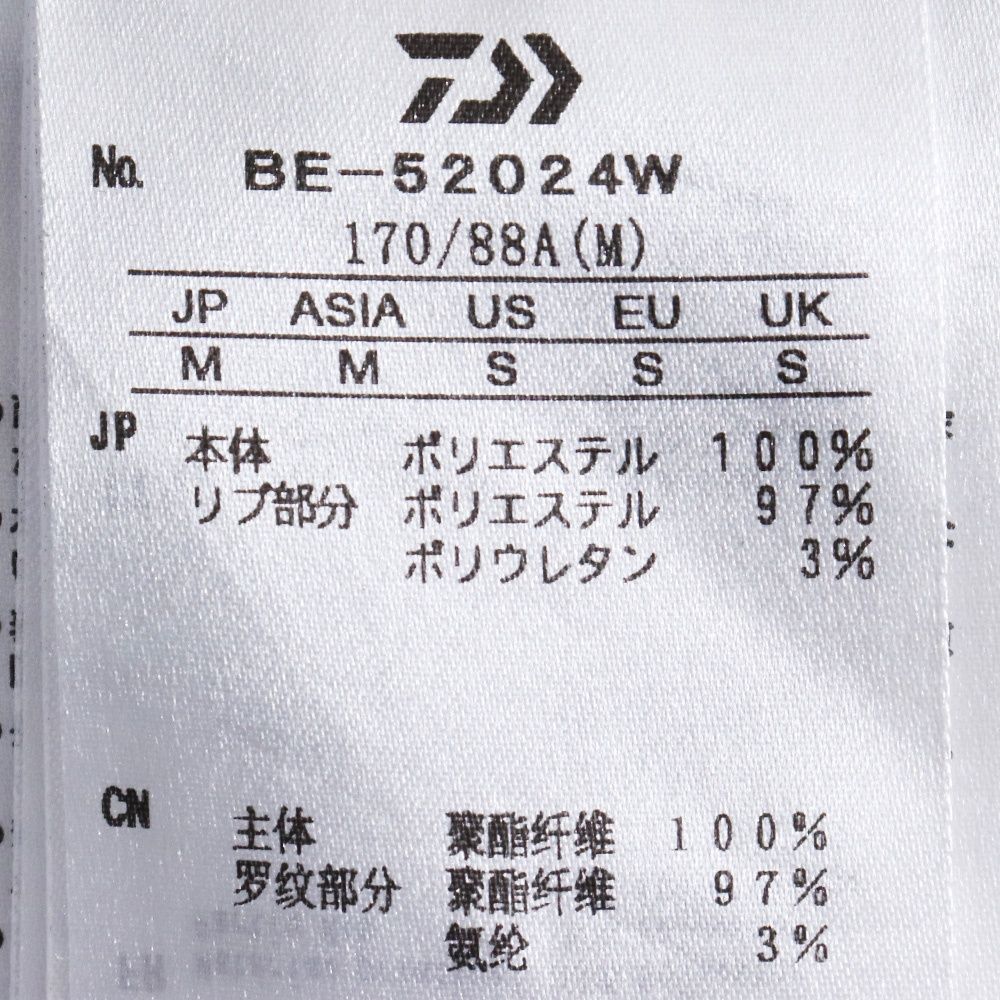 No. BE-52024W
170/88A(M)
JP ASIA US EU UK
M M S S S
JP 本体 ポリエステル 100%
リブ部分 ポリエステル 97%
ポリウレタン 3%
CN 主体 聚酯纤维 100%
罗纹部分 聚酯纤维 97%
氨纶 3%